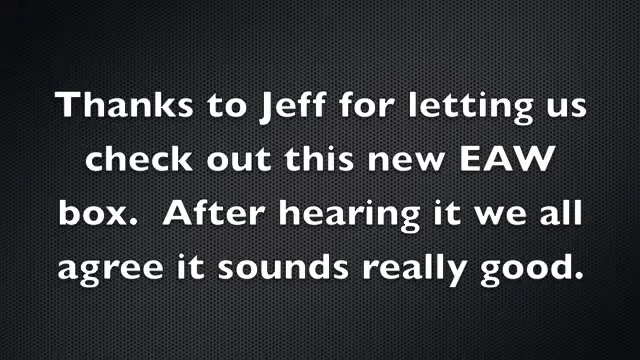 Thanks to Jeff for letting us
check out this new EAW
box.  After hearing it we all
agree it sounds really good.